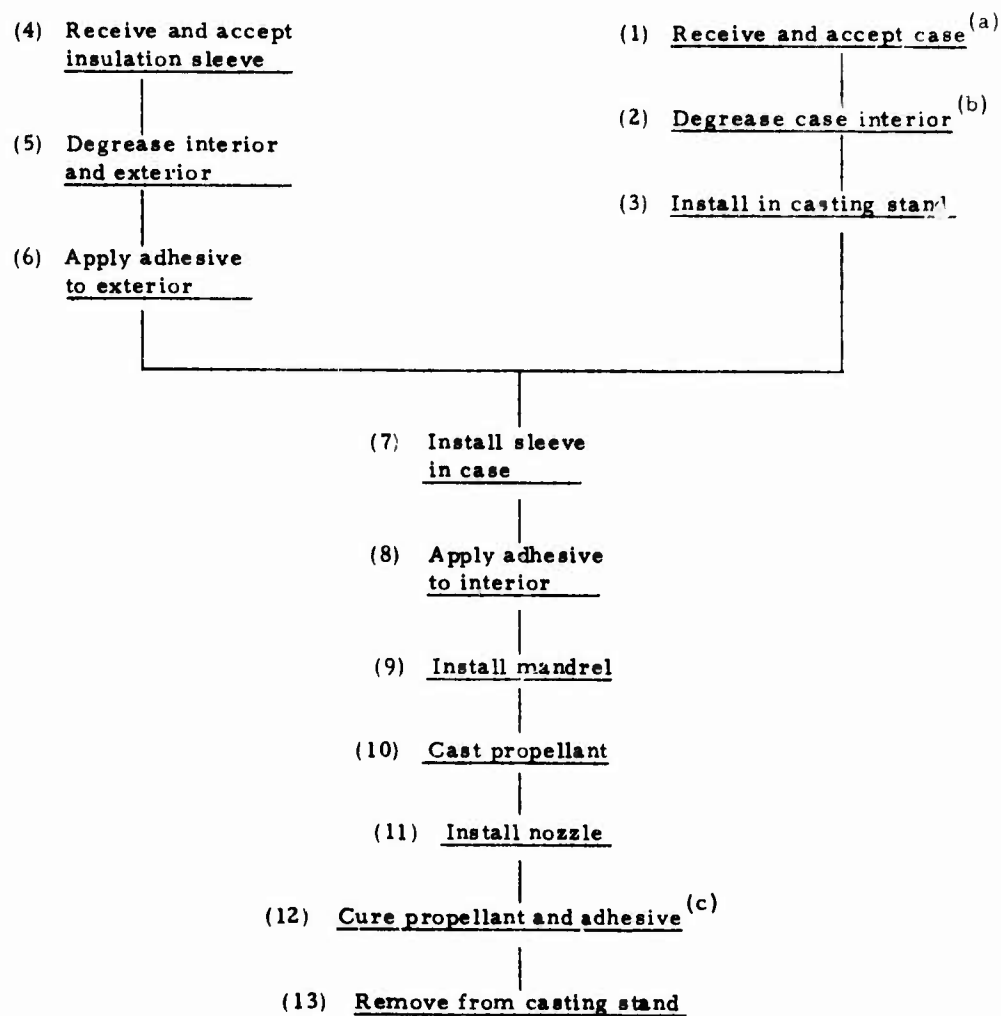 (4) Receive and accept
insulation sleeve
(5) Degrease interior
and exterior
(6) Apply adhesive
to exterior
(1) Receive and accept case (a)
(2) Degrease case interior (b)
(3) Install in casting stand
(7) Install sleeve
in case
(8) Apply adhesive
to interior
(9) Install mandrel
(10) Cast propellant
(11) Install nozzle
(12) Cure propellant and adhesive (c)
(13) Remove from casting stand